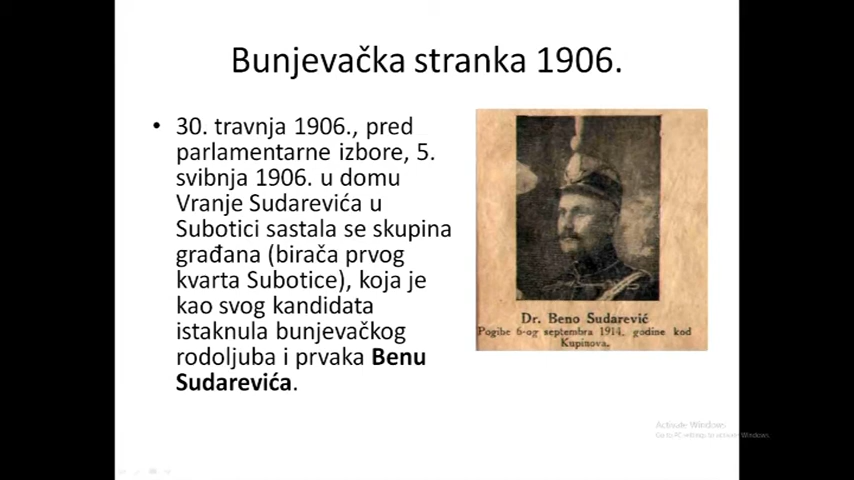 Bunjevačka stranka 1906.
• 30. travnja 1906., pred
parlamentarne izbore, 5.
svibnja 1906. u domu
Vranje Sudarevića u
Subotici sastala se skupina
građana (birača prvog
kvarta Subotice), koja je
kao svog kandidata
istaknula bunjevačkog
rodoljuba i prvaka Benu
Sudarevića.
Dr. Beno Sudarević
Pogibe 6-og septembra 1914. godine kod
Kupinova.
Activate Windows
Go to PC settings to activate Windows.